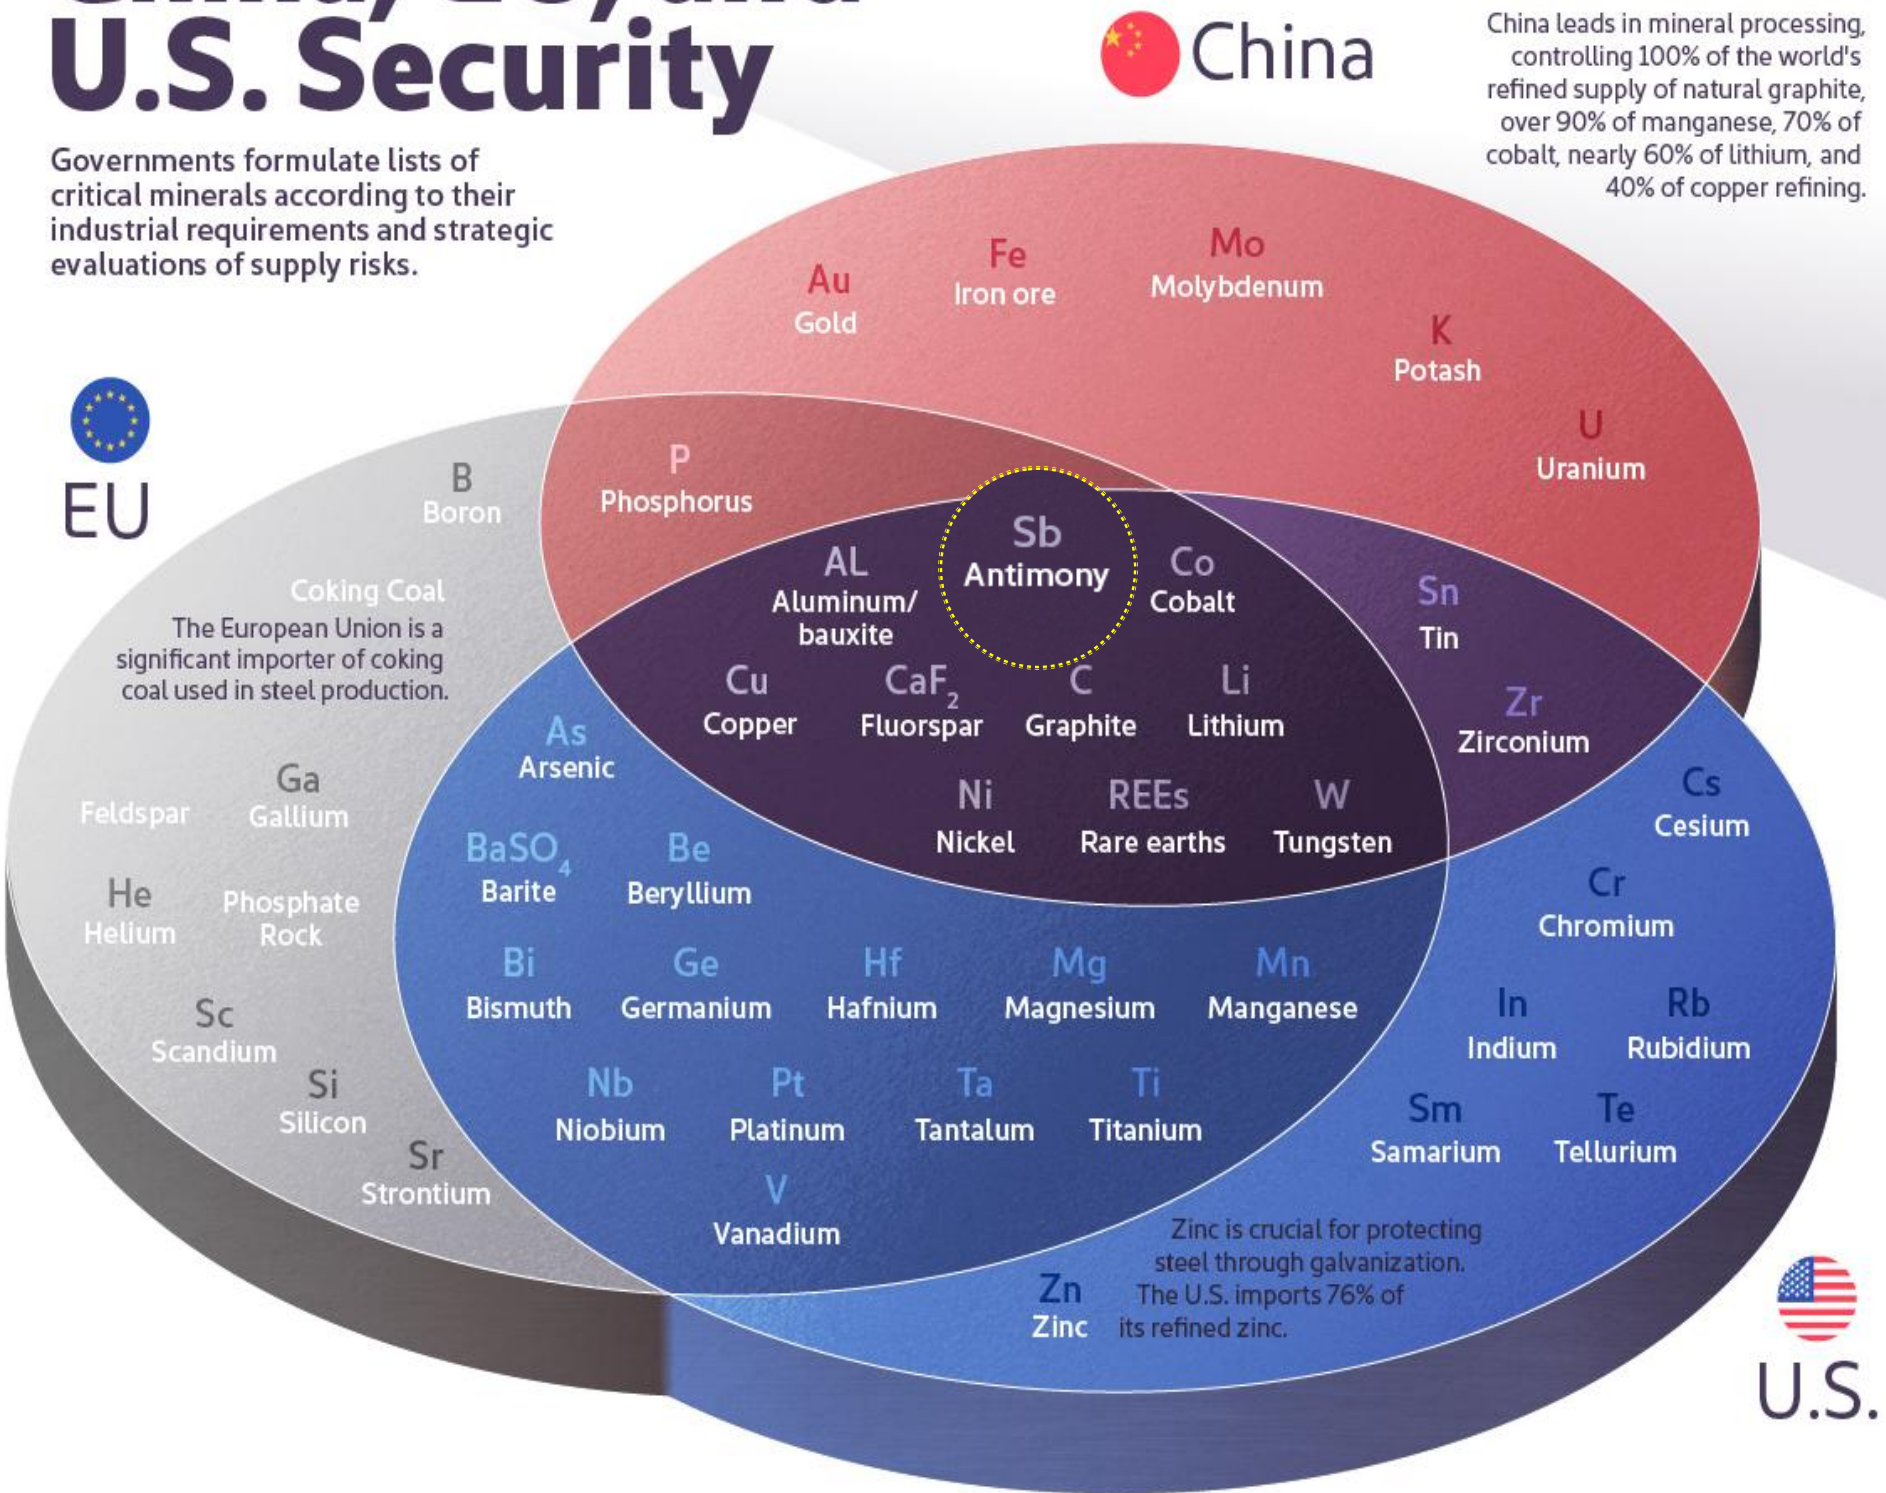 U.S. Security
Governments formulate lists of
critical minerals according to their
industrial requirements and strategic
evaluations of supply risks.
China
China leads in mineral processing,
controlling 100% of the world's
refined supply of natural graphite,
over 90% of manganese, 70% of
cobalt, nearly 60% of lithium, and
40% of copper refining.
Au
Gold
Fe
Iron ore
Mo
Molybdenum
K
Potash
U
Uranium
EU
B
Boron
P
Phosphorus
Sb
Antimony
AL
Aluminum/
bauxite
Co
Cobalt
Sn
Tin
Coking Coal
The European Union is a
significant importer of coking
coal used in steel production.
Cu
Copper
CaF2
Fluorspar
C
Graphite
Li
Lithium
Zr
Zirconium
As
Arsenic
Feldspar
Ga
Gallium
Ni
Nickel
REEs
Rare earths
W
Tungsten
Cs
Cesium
BaSO4
Barite
Be
Beryllium
He
Helium
Phosphate
Rock
Cr
Chromium
Bi
Bismuth
Ge
Germanium
Hf
Hafnium
Mg
Magnesium
Mn
Manganese
In
Indium
Rb
Rubidium
Sc
Scandium
Si
Silicon
Nb
Niobium
Pt
Platinum
Ta
Tantalum
Ti
Titanium
Sm
Samarium
Te
Tellurium
Sr
Strontium
V
Vanadium
Zn
Zinc
Zinc is crucial for protecting
steel through galvanization.
The U.S. imports 76% of
its refined zinc.
U.S.